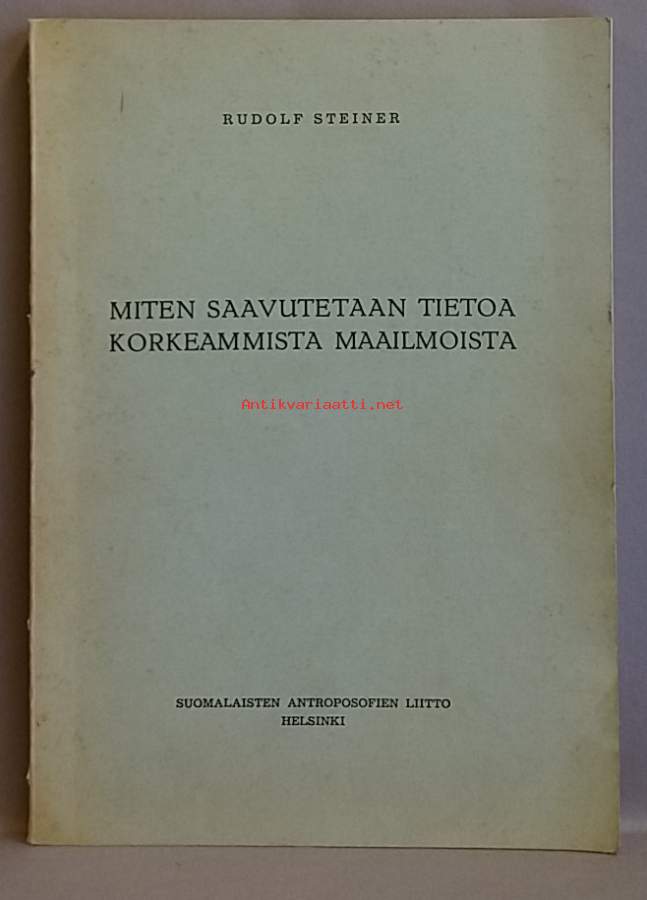 RUDOLF STEINER
MITEN SAAVUTETAAN TIETOA
KORKEAMMISTA MAAILMOISTA
Antikvariaatti.net
SUOMALAISTEN ANTROPOSOFIEN LIITTO
HELSINKI